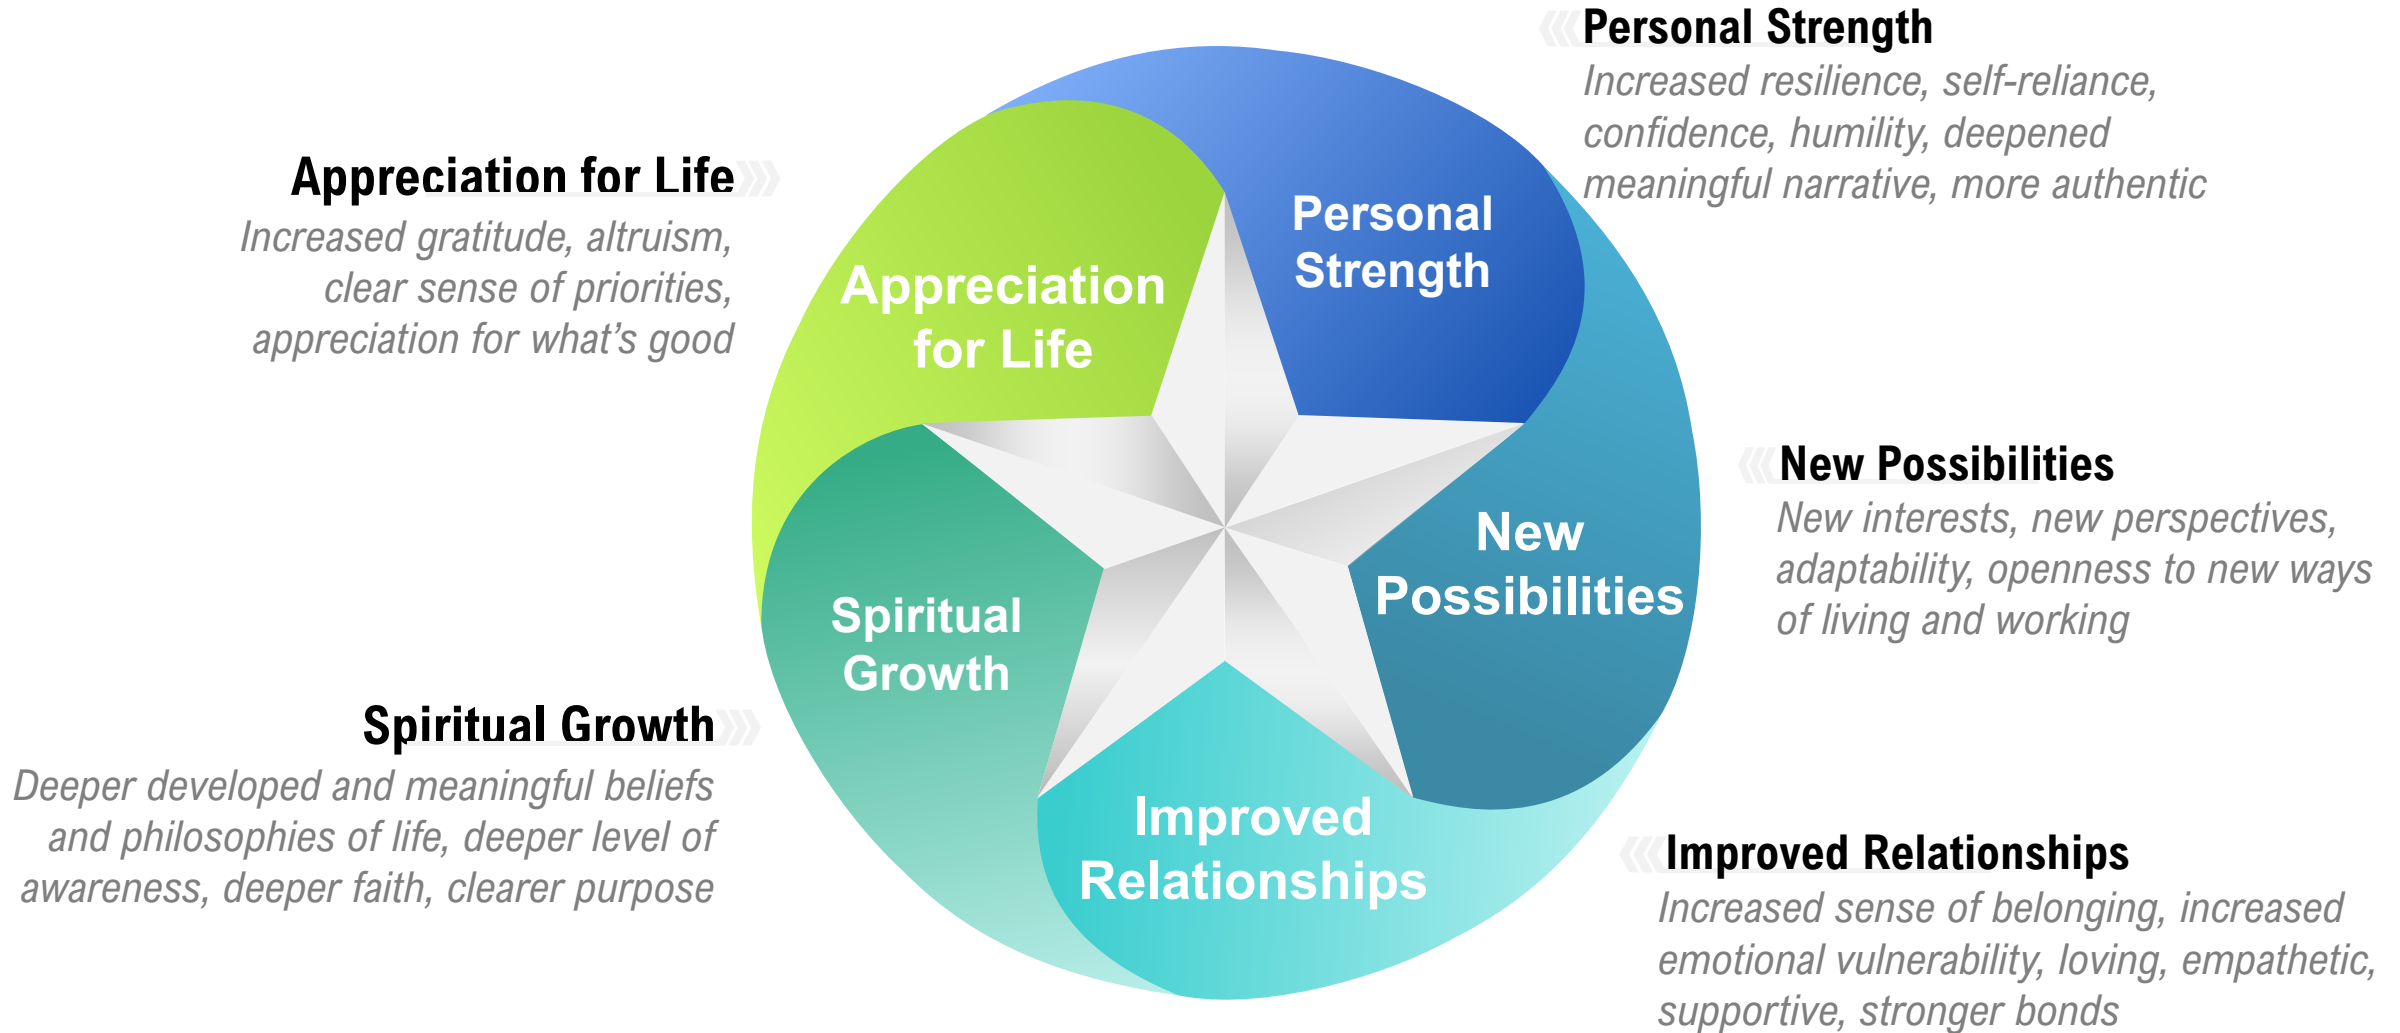 Personal Strength
Increased resilience, self-reliance,
confidence, humility, deepened
meaningful narrative, more authentic
Appreciation for Life
Increased gratitude, altruism,
clear sense of priorities,
appreciation for what’s good
Personal
Strength
Appreciation
for Life
New Possibilities
New interests, new perspectives,
adaptability, openness to new ways
of living and working
New
Possibilities
Spiritual
Growth
Spiritual Growth
Deeper developed and meaningful beliefs
and philosophies of life, deeper level of
awareness, deeper faith, clearer purpose
Improved
Relationships
Improved Relationships
Increased sense of belonging, increased
emotional vulnerability, loving, empathetic,
supportive, stronger bonds